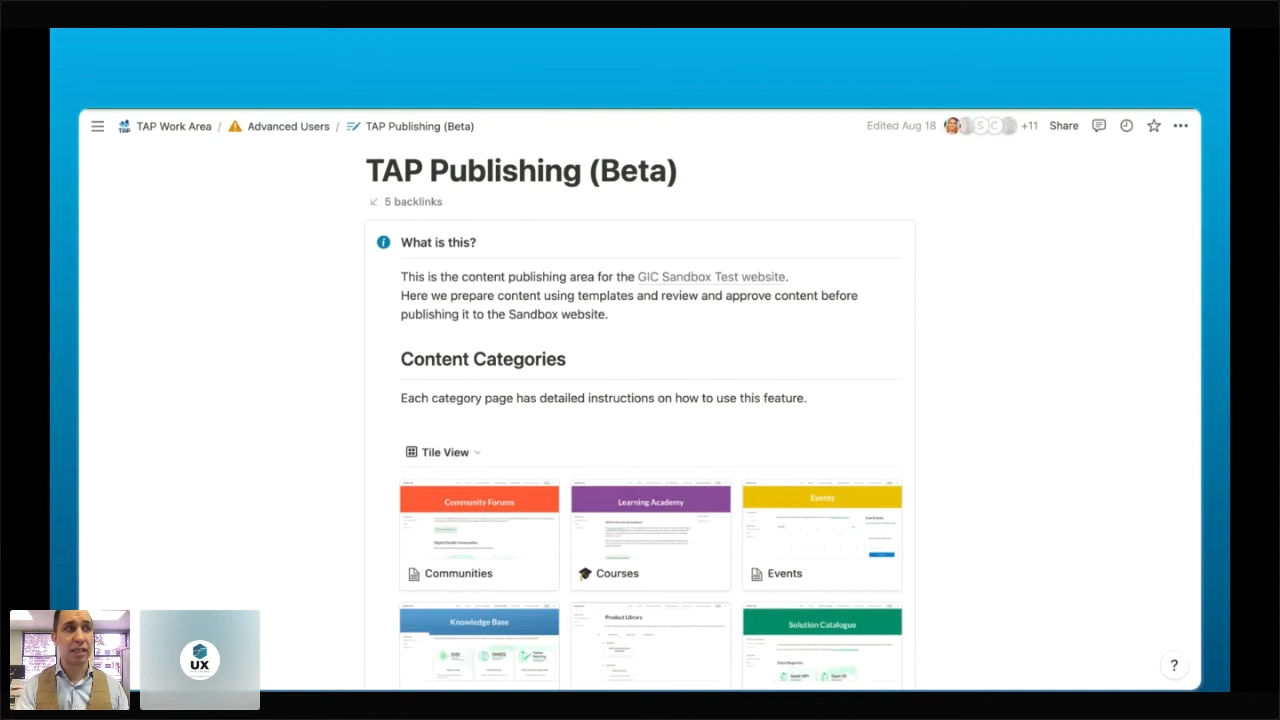 TAP Work Area / Advanced Users / TAP Publishing (Beta)
Edited Aug 18 S C +11 Share
TAP Publishing (Beta)
5 backlinks
What is this?
This is the content publishing area for the GIC Sandbox Test website.
Here we prepare content using templates and review and approve content before
publishing it to the Sandbox website.
Content Categories
Each category page has detailed instructions on how to use this feature.
Tile View
Community Forums
Learning Academy
Events
Communities
Courses
Events
Knowledge Base
Product Library
Solution Catalogue
UX
?